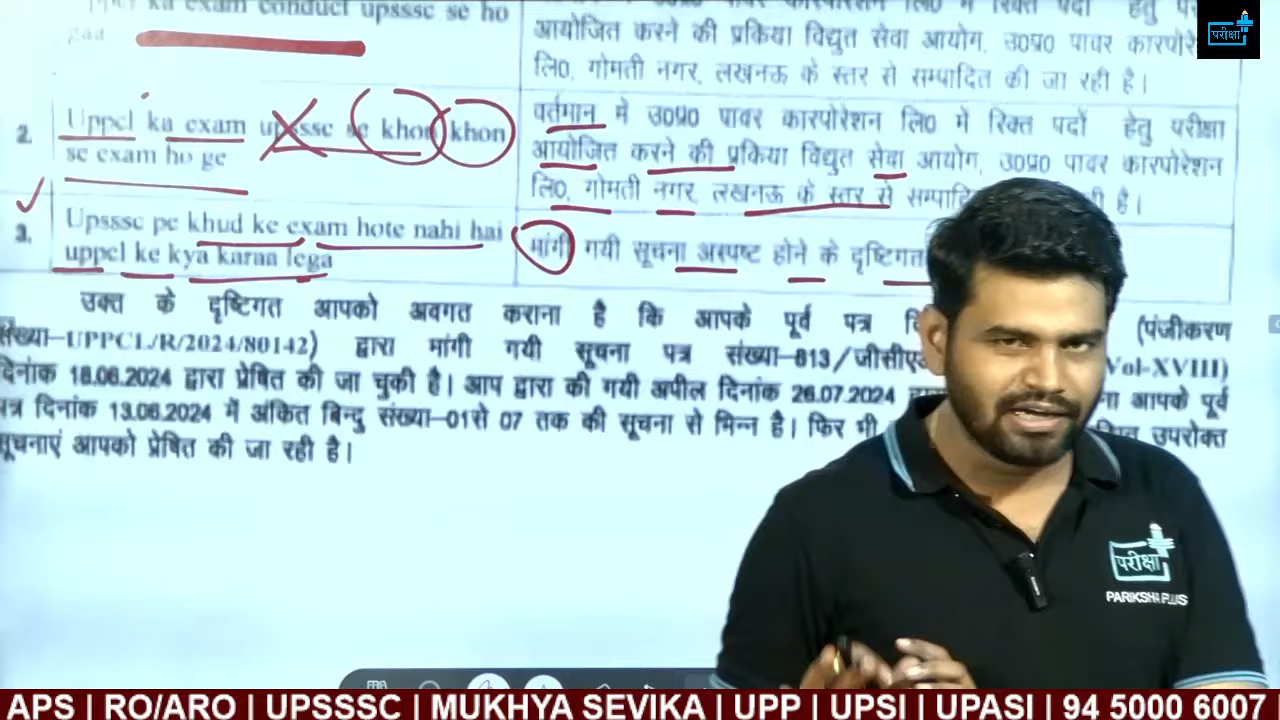 ka exam conduct upsssc se ho
gaa
आयोजित करने की प्रकिया विद्युत सेवा आयोग, उ0प्र0 पावर
लि0, गोमती नगर, लखनऊ के स्तर से सम्पादित की जा रही है।
2.
Uppcl ka exam se khon khon
se exam ho ge
वर्तमान में उ0प्र0 पावर कारपोरेशन लि0 में रिक्त पदों हेतु परीक्षा
आयोजित करने की प्रकिया विद्युत सेवा आयोग, उ0प्र0 पावर कारपोरेशन
लि0, गोमती नगर, लखनऊ के स्तर से है।
3.
Upsssc pe khud ke exam hote nahi hai
uppcl ke kya karaa lega
मांगी गयी सूचना अस्पष्ट होने के दृष्टिगत
उक्त के दृष्टिगत आपको अवगत कराना है कि आपके पूर्व पत्र (पंजीकरण
संख्या-UPPCL/R/2024/80142) द्वारा मांगी गयी सूचना पत्र संख्या-813/ Vol-XVIII)
दिनांक 18.06.2024 द्वारा प्रेषित की जा चुकी है। आप द्वारा की गयी अपील दिनांक 26.07.2024 आपके पूर्व
पत्र दिनांक 13.06.2024 में अंकित बिन्दु संख्या-01से 07 तक की सूचना से भिन्न है। फिर भी उपरोक्त
सूचनाएं आपको प्रेषित की जा रही है।
परीक्षा
परीक्षा
PARIKSHA PLUS
APS | RO/ARO | UPSSSC | MUKHYA SEVIKA | UPP | UPSI | UPASI | 94 5000 6007